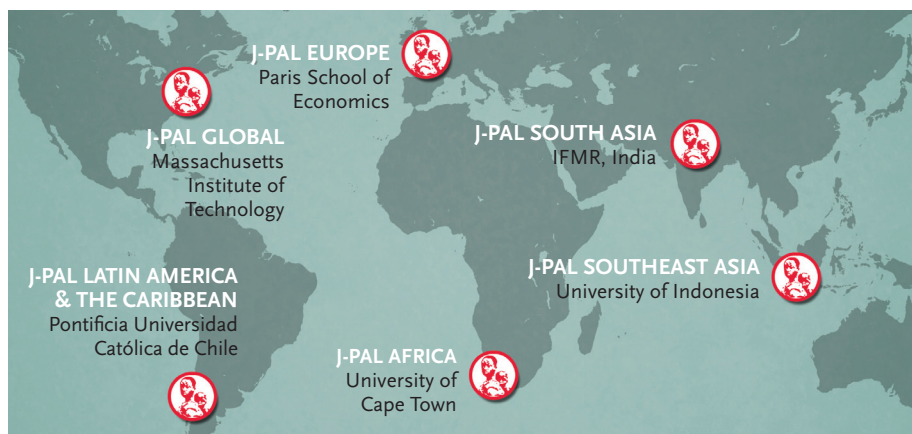 J-PAL EUROPE
Paris School of
Economics
J-PAL GLOBAL
Massachusetts
Institute of
Technology
J-PAL SOUTH ASIA
IFMR, India
J-PAL LATIN AMERICA
& THE CARIBBEAN
Pontificia Universidad
Católica de Chile
J-PAL SOUTHEAST ASIA
University of Indonesia
J-PAL AFRICA
University of
Cape Town